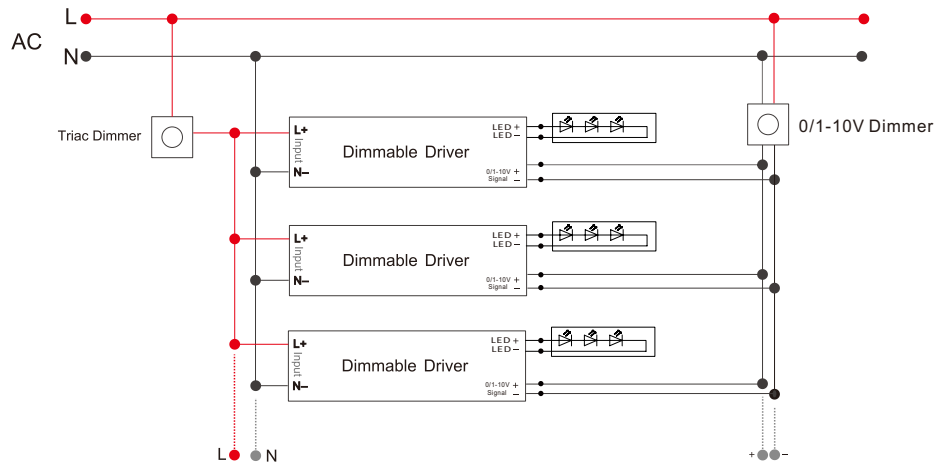 L
AC
N
Triac Dimmer
0/1-10V Dimmer
L+
Input
N−
Dimmable Driver
LED +
LED −
0/1-10V +
Signal −
L+
Input
N−
Dimmable Driver
LED +
LED −
0/1-10V +
Signal −
L+
Input
N−
Dimmable Driver
LED +
LED −
0/1-10V +
Signal −
L N + −